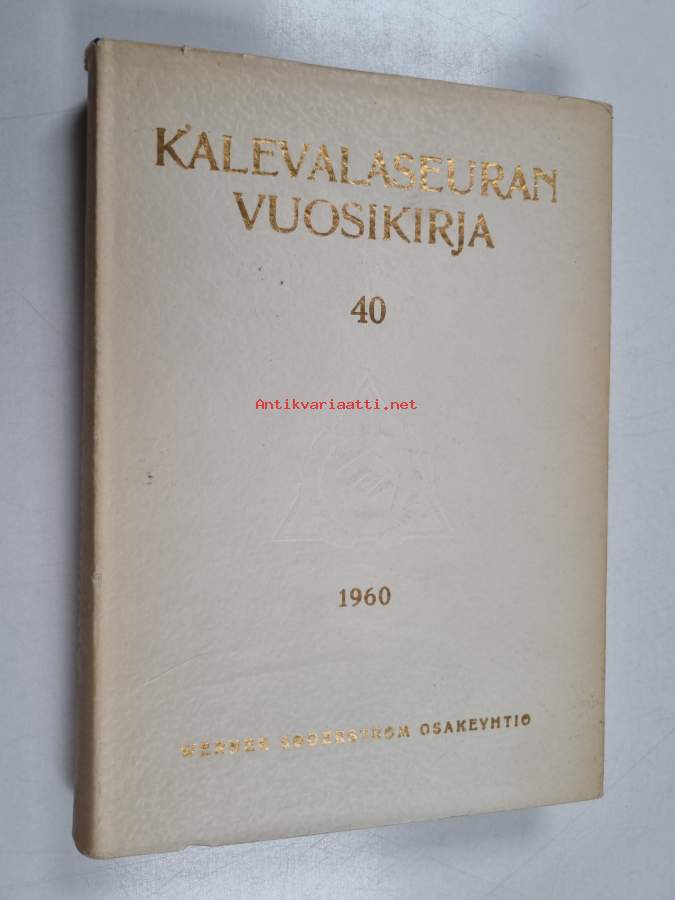 KALEVALASEURAN
VUOSIKIRJA
40
Antikvariaatti.net
1960
WERNER SÖDERSTRÖM OSAKEYHTIÖ